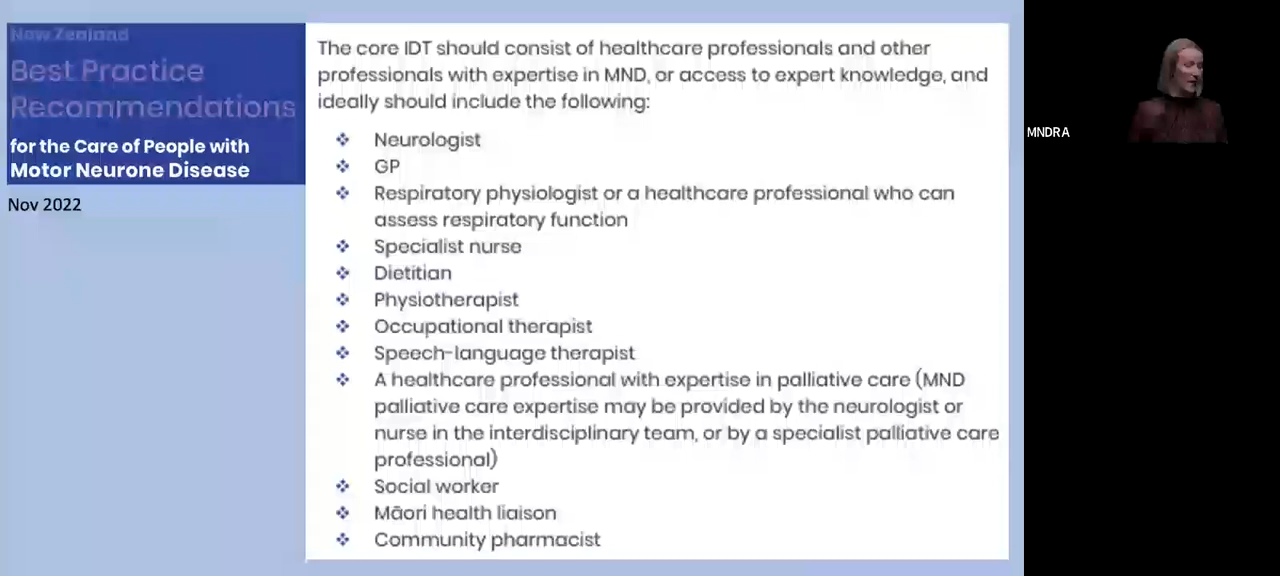 New Zealand
Best Practice
Recommendations
for the Care of People with
Motor Neurone Disease
Nov 2022
The core IDT should consist of healthcare professionals and other
professionals with expertise in MND, or access to expert knowledge, and
ideally should include the following:
❖ Neurologist
❖ GP
❖ Respiratory physiologist or a healthcare professional who can
assess respiratory function
❖ Specialist nurse
❖ Dietitian
❖ Physiotherapist
❖ Occupational therapist
❖ Speech-language therapist
❖ A healthcare professional with expertise in palliative care (MND
palliative care expertise may be provided by the neurologist or
nurse in the interdisciplinary team, or by a specialist palliative care
professional)
❖ Social worker
❖ Māori health liaison
❖ Community pharmacist
MNDRA